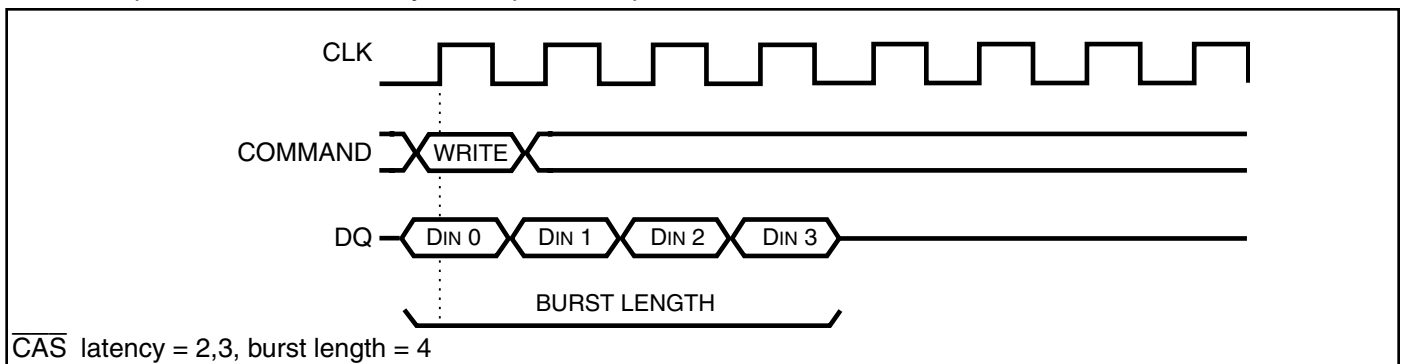 CLK
COMMAND WRITE
DQ DIN 0 DIN 1 DIN 2 DIN 3
BURST LENGTH
CAS latency = 2,3, burst length = 4